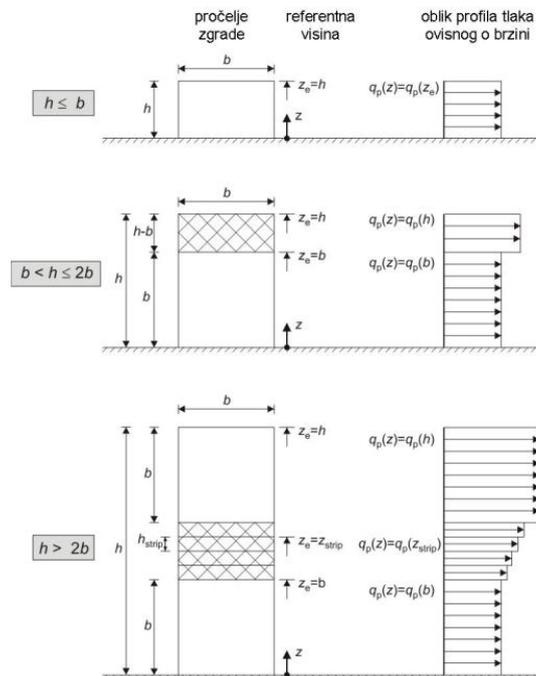 pročelje zgrade
referentna visina
oblik profila tlaka ovisnog o brzini
h ≤ b
b
h
z_e=h
z
q_p(z)=q_p(z_e)
b < h ≤ 2b
b
h
h-b
b
z_e=h
z_e=b
z
q_p(z)=q_p(h)
q_p(z)=q_p(b)
h > 2b
b
h
b
h_strip
b
z_e=h
z_e=z_strip
z_e=b
z
q_p(z)=q_p(h)
q_p(z)=q_p(z_strip)
q_p(z)=q_p(b)